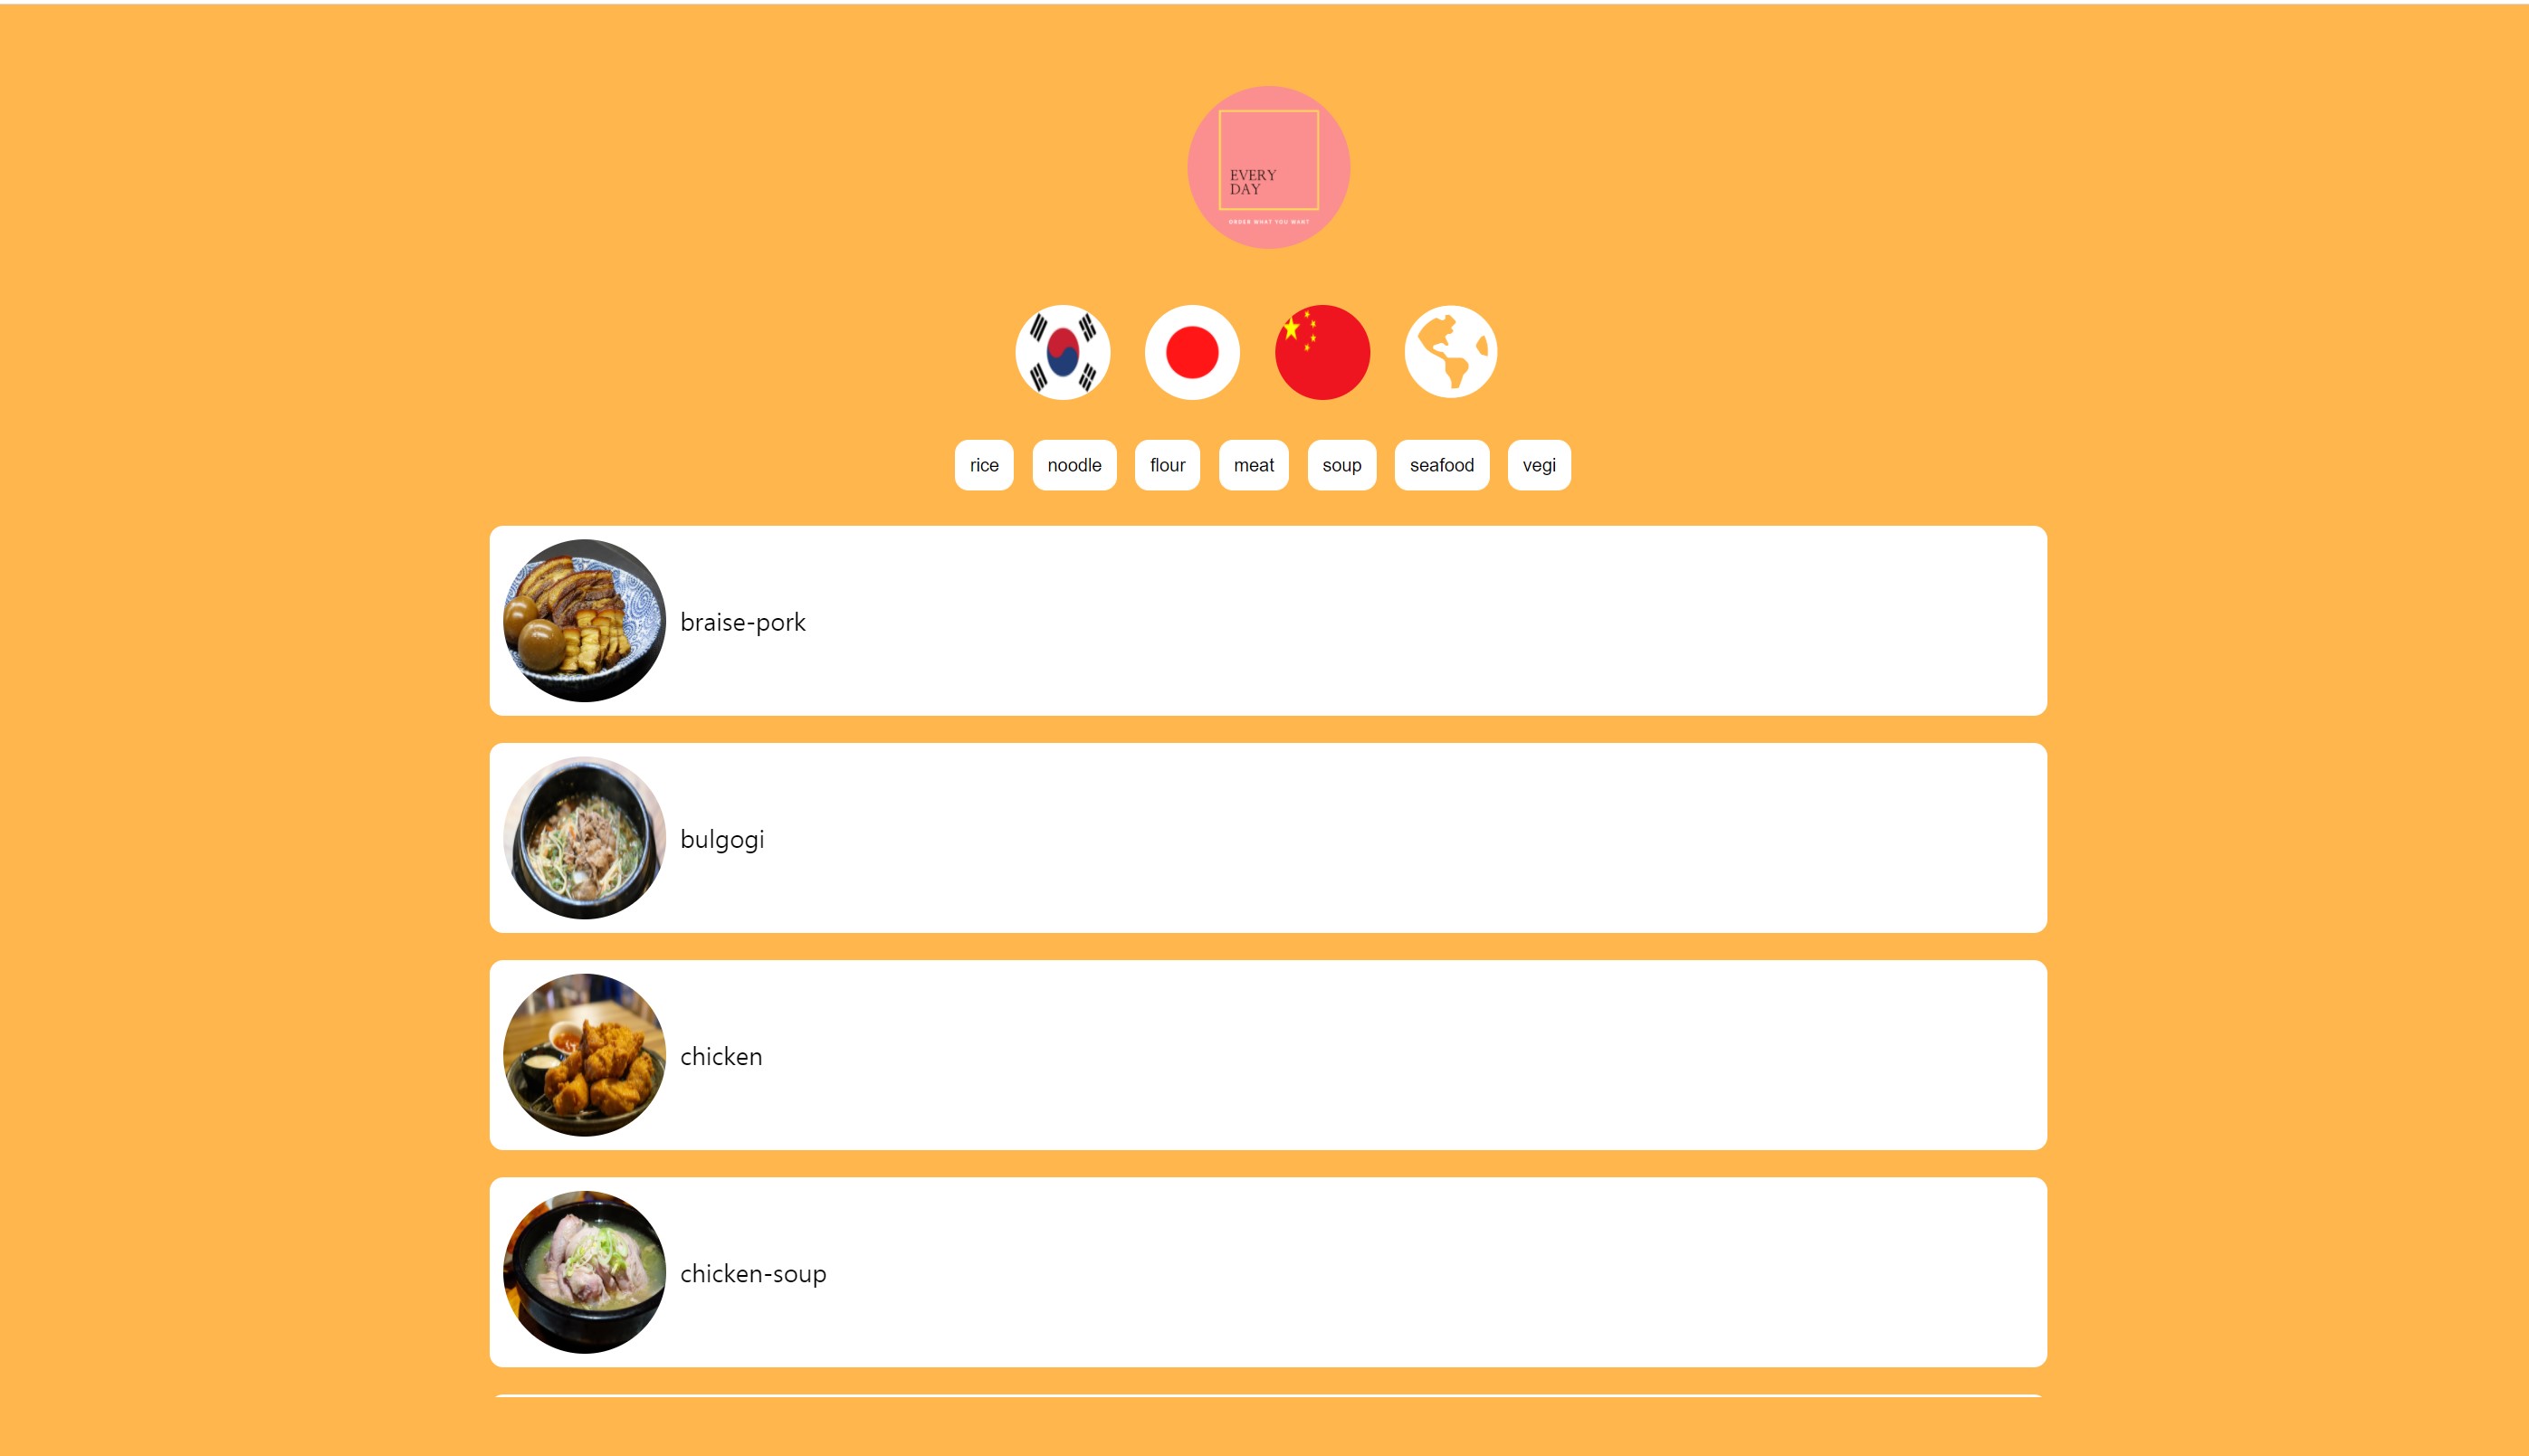 EVERY
DAY
ORDER WHAT YOU WANT
rice noodle flour meat soup seafood vegi
braise-pork
bulgogi
chicken
chicken-soup